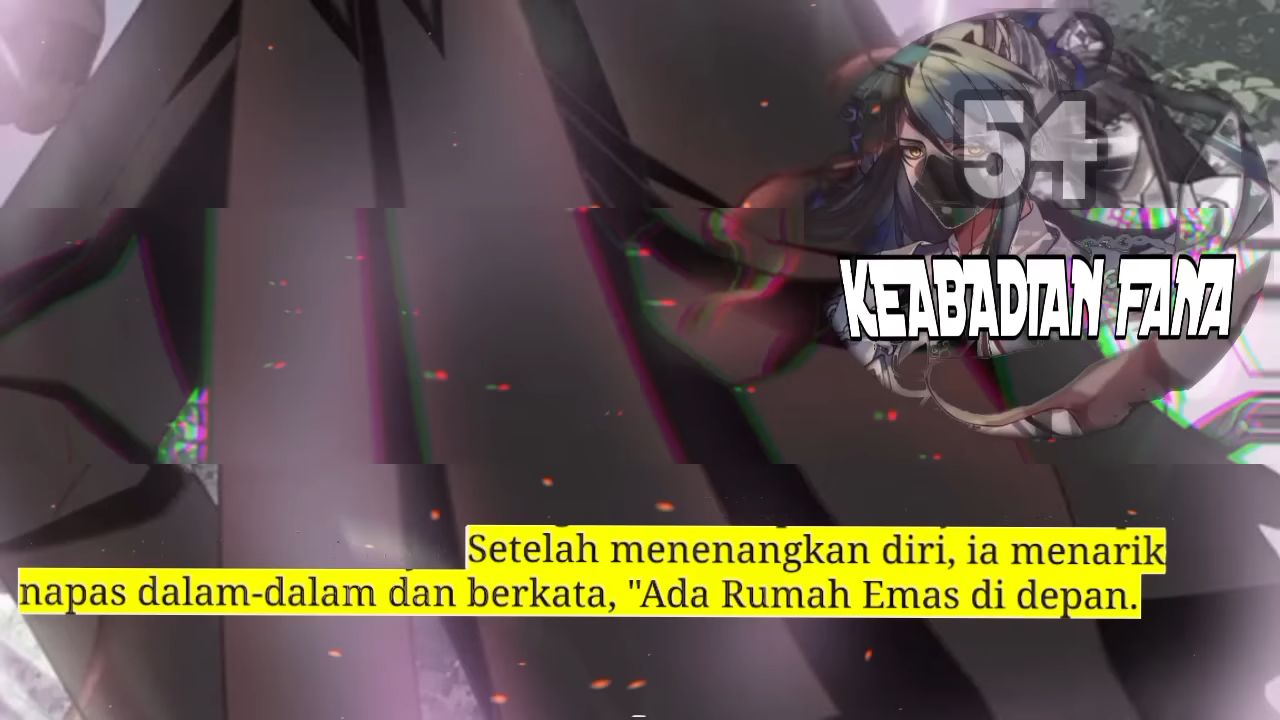 54
KEABADIAN FANA
Setelah menenangkan diri, ia menarik
napas dalam-dalam dan berkata, "Ada Rumah Emas di depan.